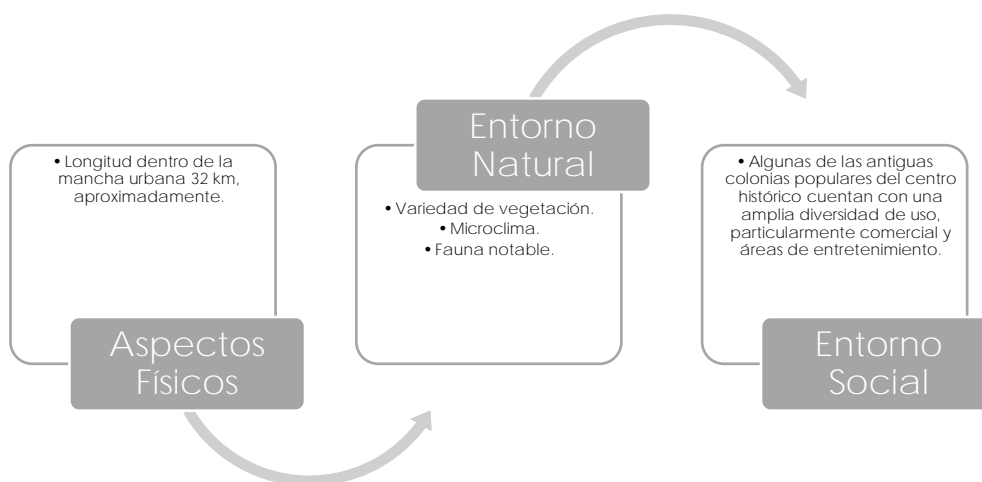 • Longitud dentro de la
mancha urbana 32 km,
aproximadamente.
Aspectos
Físicos
Entorno
Natural
• Variedad de vegetación.
• Microclima.
• Fauna notable.
• Algunas de las antiguas
colonias populares del centro
histórico cuentan con una
amplia diversidad de uso,
particularmente comercial y
áreas de entretenimiento.
Entorno
Social